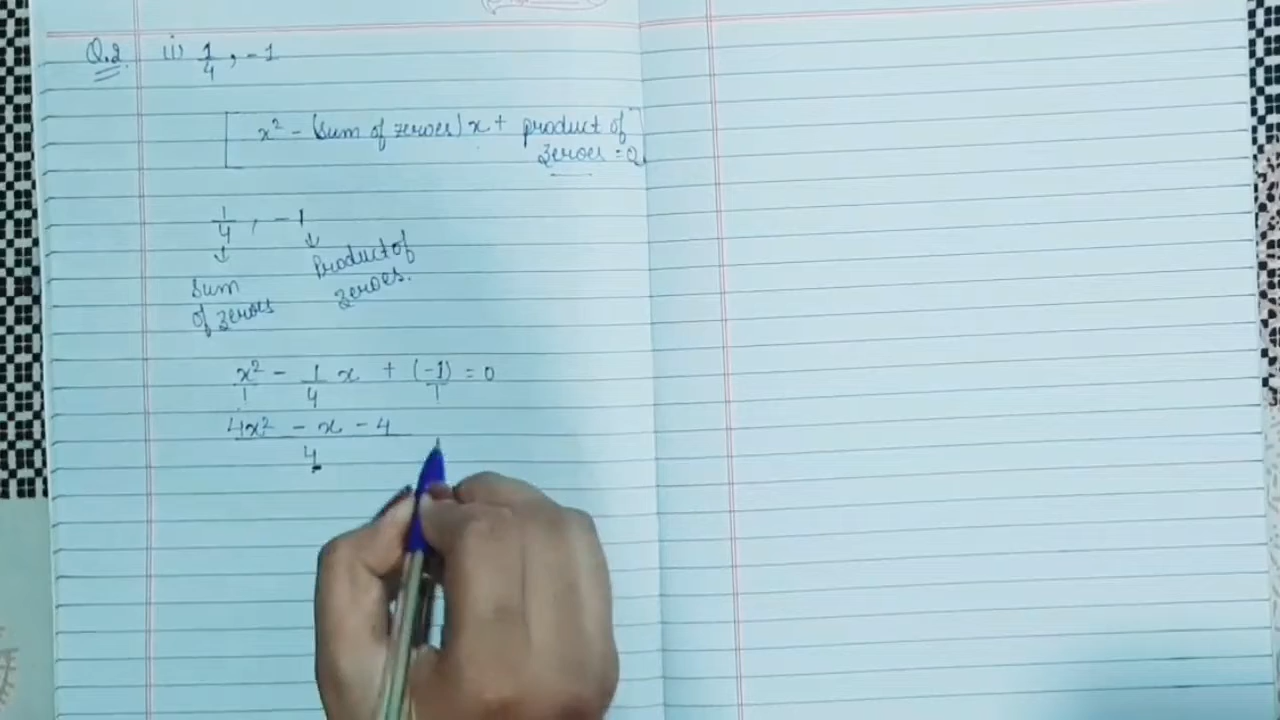 Q.2 (i) 1/4, -1
x² - (Sum of zeroes) x + product of
zeroes = 0
1/4, -1
↓ ↓
Sum Product of
of zeroes zeroes.
x²/1 - 1/4 x + (-1)/1 = 0
4x² - x - 4
4